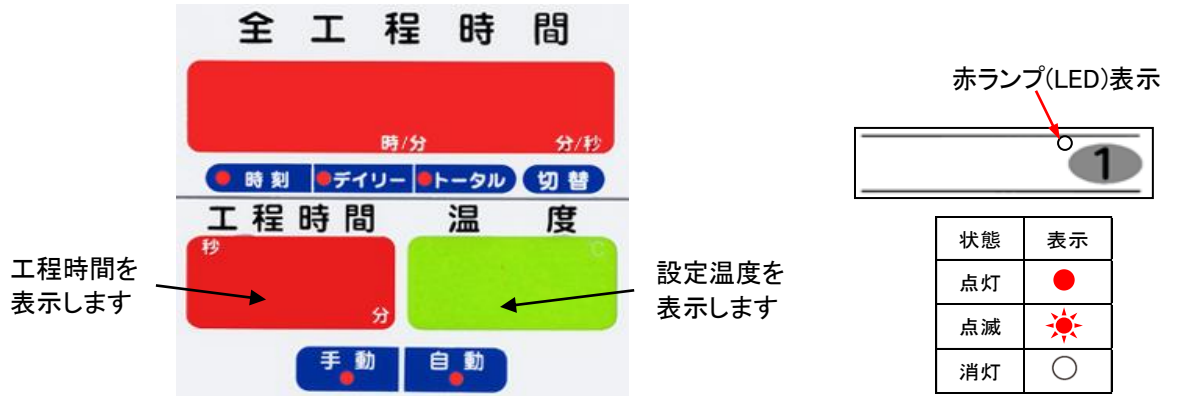 全工程時間
時/分 分/秒
時刻 デイリー トータル 切替
工程時間 温度
秒 ℃
分
手動 自動
工程時間を
表示します
設定温度を
表示します
赤ランプ(LED)表示
1
状態 表示
点灯
点滅
消灯